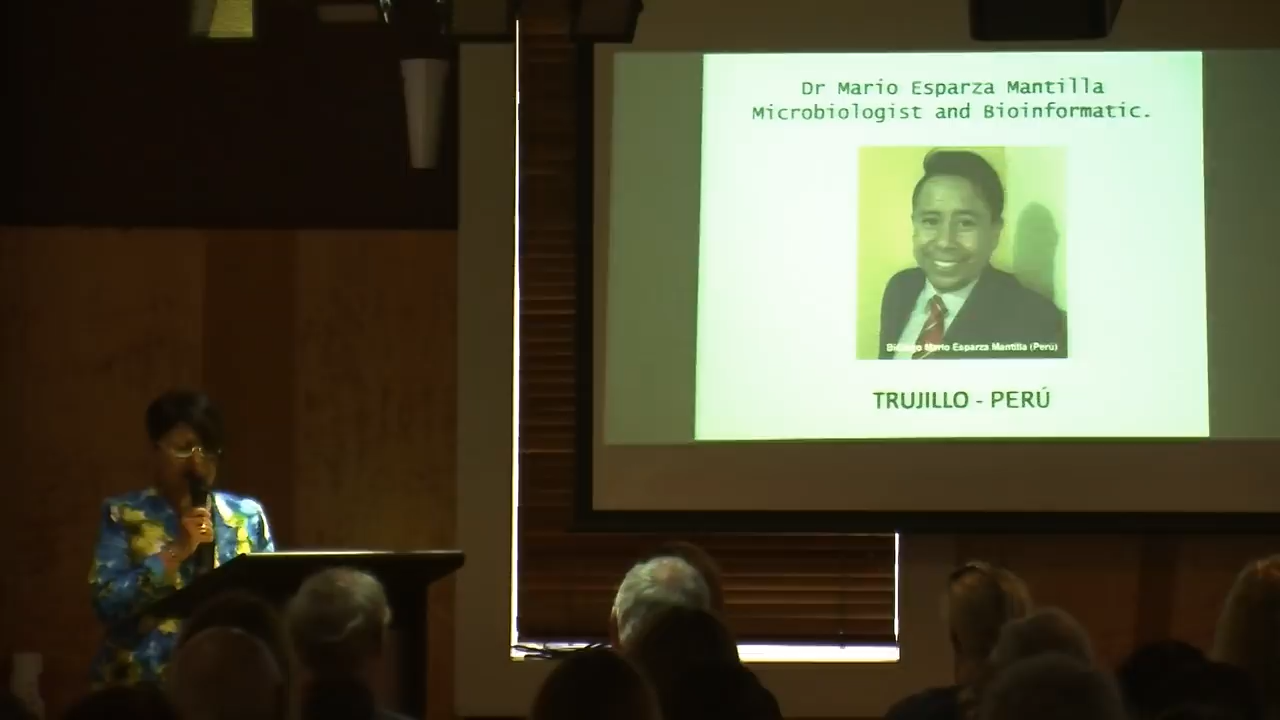 Dr Mario Esparza Mantilla
Microbiologist and Bioinformatic.
Mario Esparza Mantilla (Perú)
TRUJILLO - PERÚ